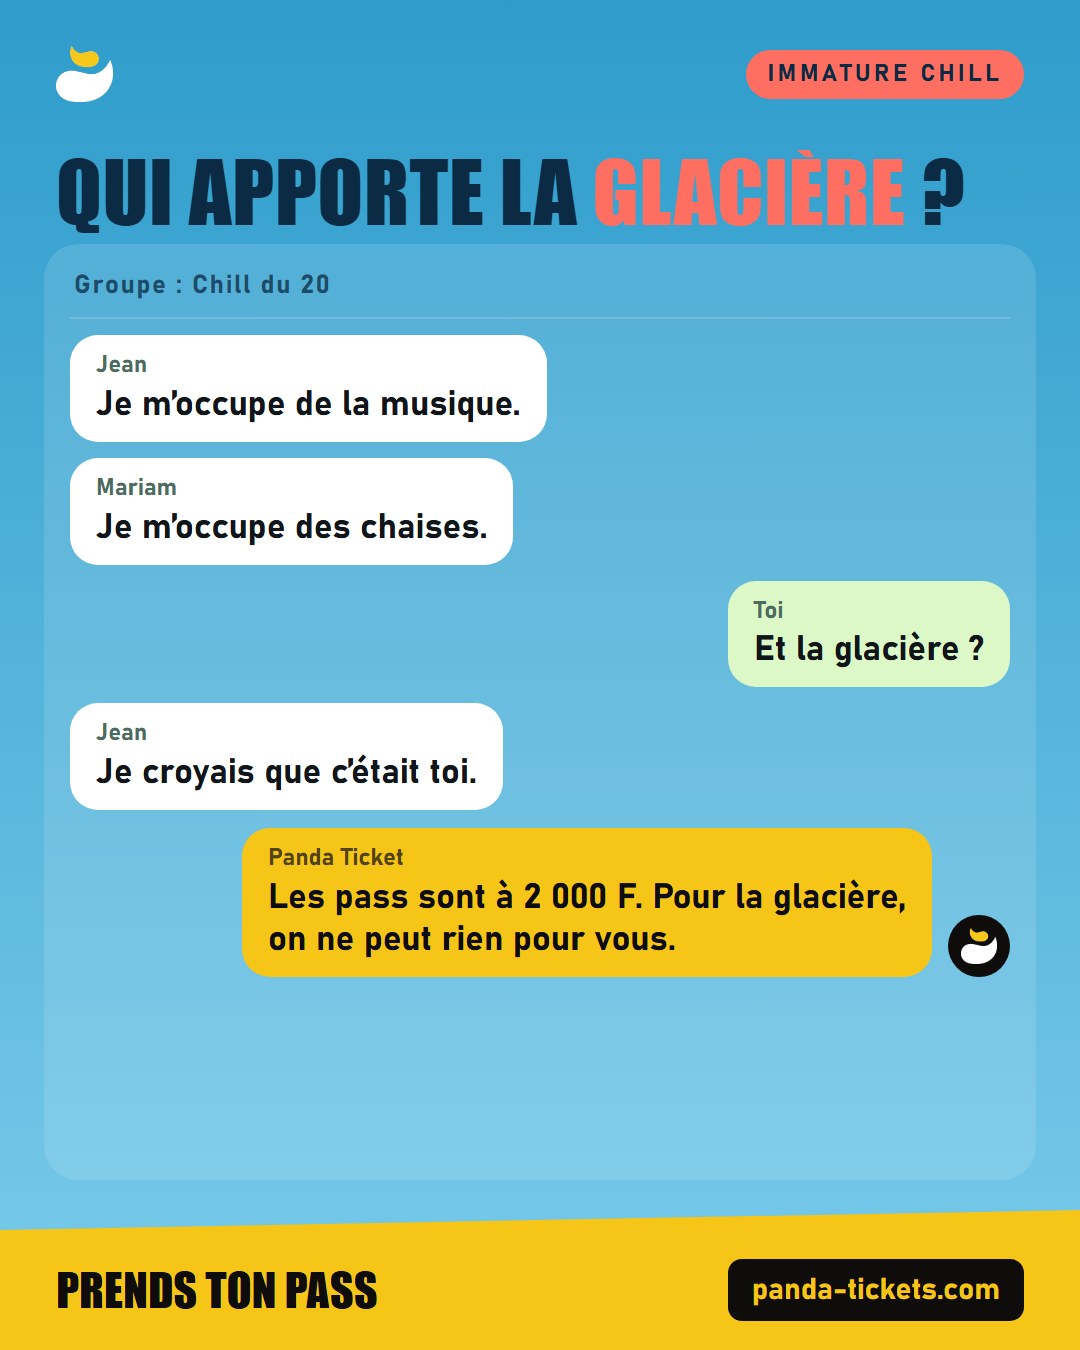 IMMATURE CHILL
QUI APPORTE LA GLACIÈRE ?
Groupe : Chill du 20
Jean
Je m’occupe de la musique.
Mariam
Je m’occupe des chaises.
Toi
Et la glacière ?
Jean
Je croyais que c’était toi.
Panda Ticket
Les pass sont à 2 000 F. Pour la glacière,
on ne peut rien pour vous.
PRENDS TON PASS
panda-tickets.com